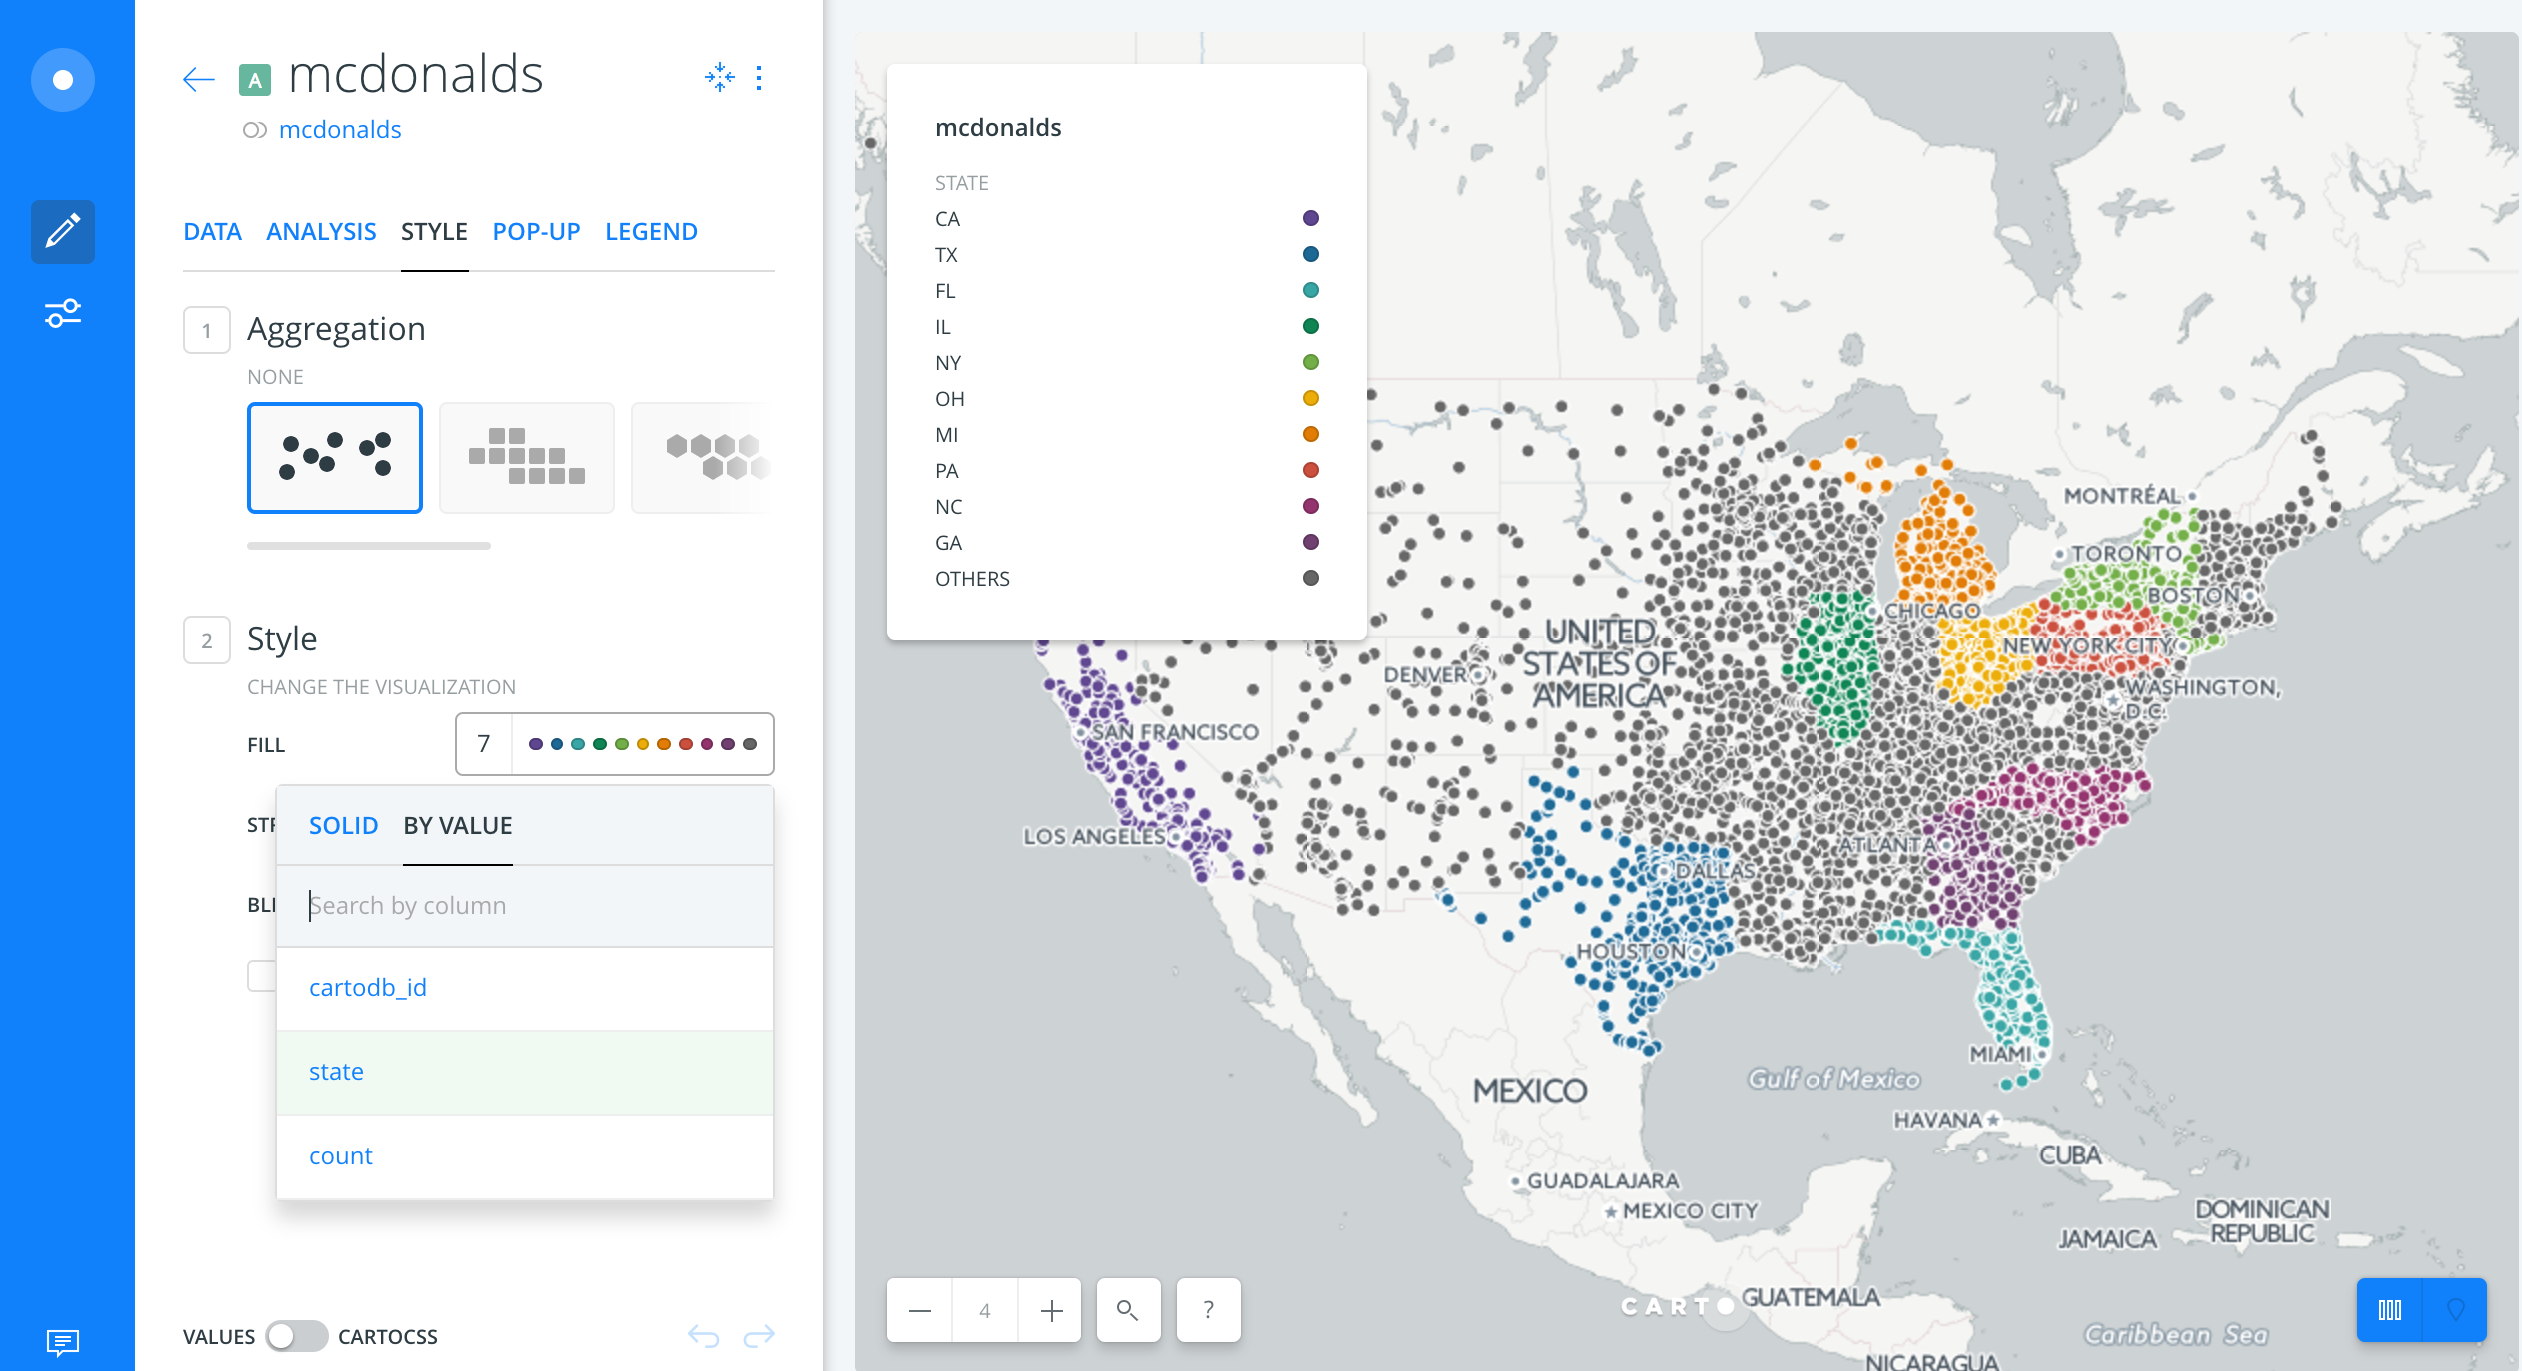 A mcdonalds
mcdonalds
DATA ANALYSIS STYLE POP-UP LEGEND
1 Aggregation
NONE
2 Style
CHANGE THE VISUALIZATION
FILL 7
STR
SOLID BY VALUE
BLE
Search by column
cartodb_id
state
count
VALUES CARTOCSS
mcdonalds
STATE
CA
TX
FL
IL
NY
OH
MI
PA
NC
GA
OTHERS
MONTRÉAL
TORONTO
BOSTON
CHICAGO
UNITED
STATES OF
AMERICA
NEW YORK CITY
DENVER
WASHINGTON,
D.C.
SAN FRANCISCO
LOS ANGELES
ATLANTA
DALLAS
HOUSTON
MIAMI
Gulf of Mexico
MEXICO
HAVANA
CUBA
GUADALAJARA
MEXICO CITY
DOMINICAN
REPUBLIC
JAMAICA
GUATEMALA
CARTO
Caribbean Sea
NICARAGUA
4
?